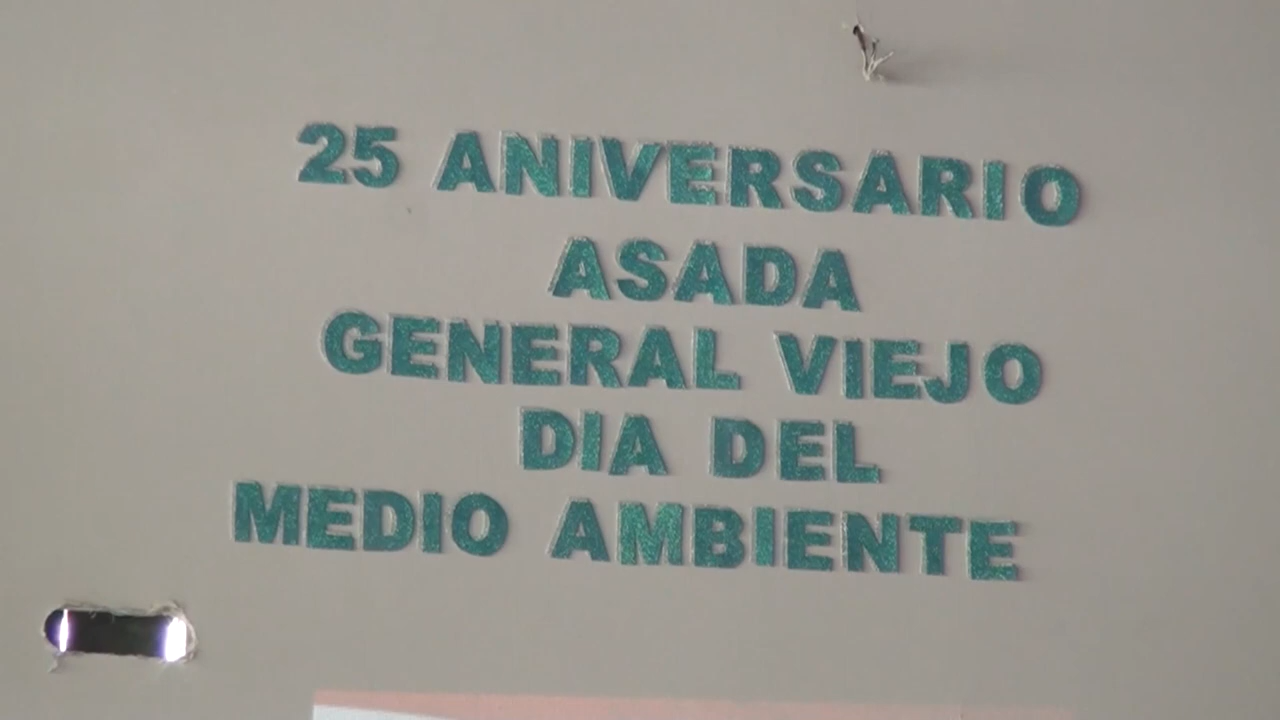 25 ANIVERSARIO
ASADA
GENERAL VIEJO
DIA DEL
MEDIO AMBIENTE